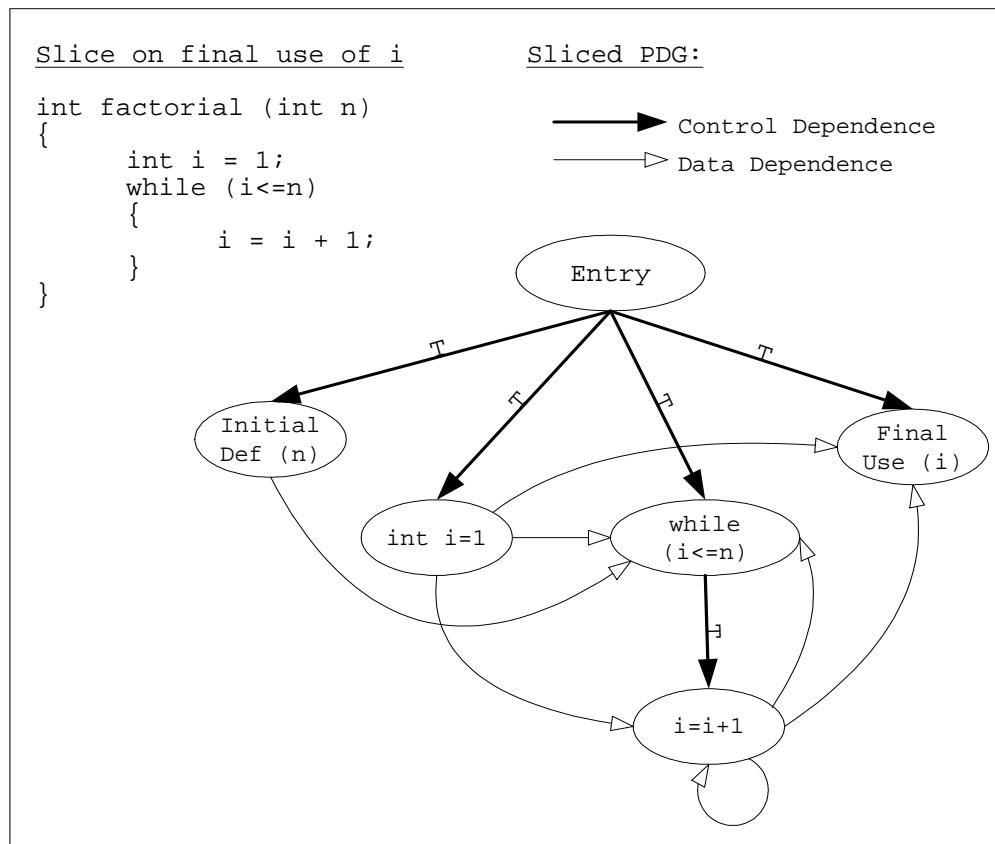 Slice on final use of i
int factorial (int n)
{
int i = 1;
while (i<=n)
{
i = i + 1;
}
}
Sliced PDG:
Control Dependence
Data Dependence
Entry
T
T
T
T
Initial
Def (n)
Final
Use (i)
int i=1
while
(i<=n)
T
i=i+1